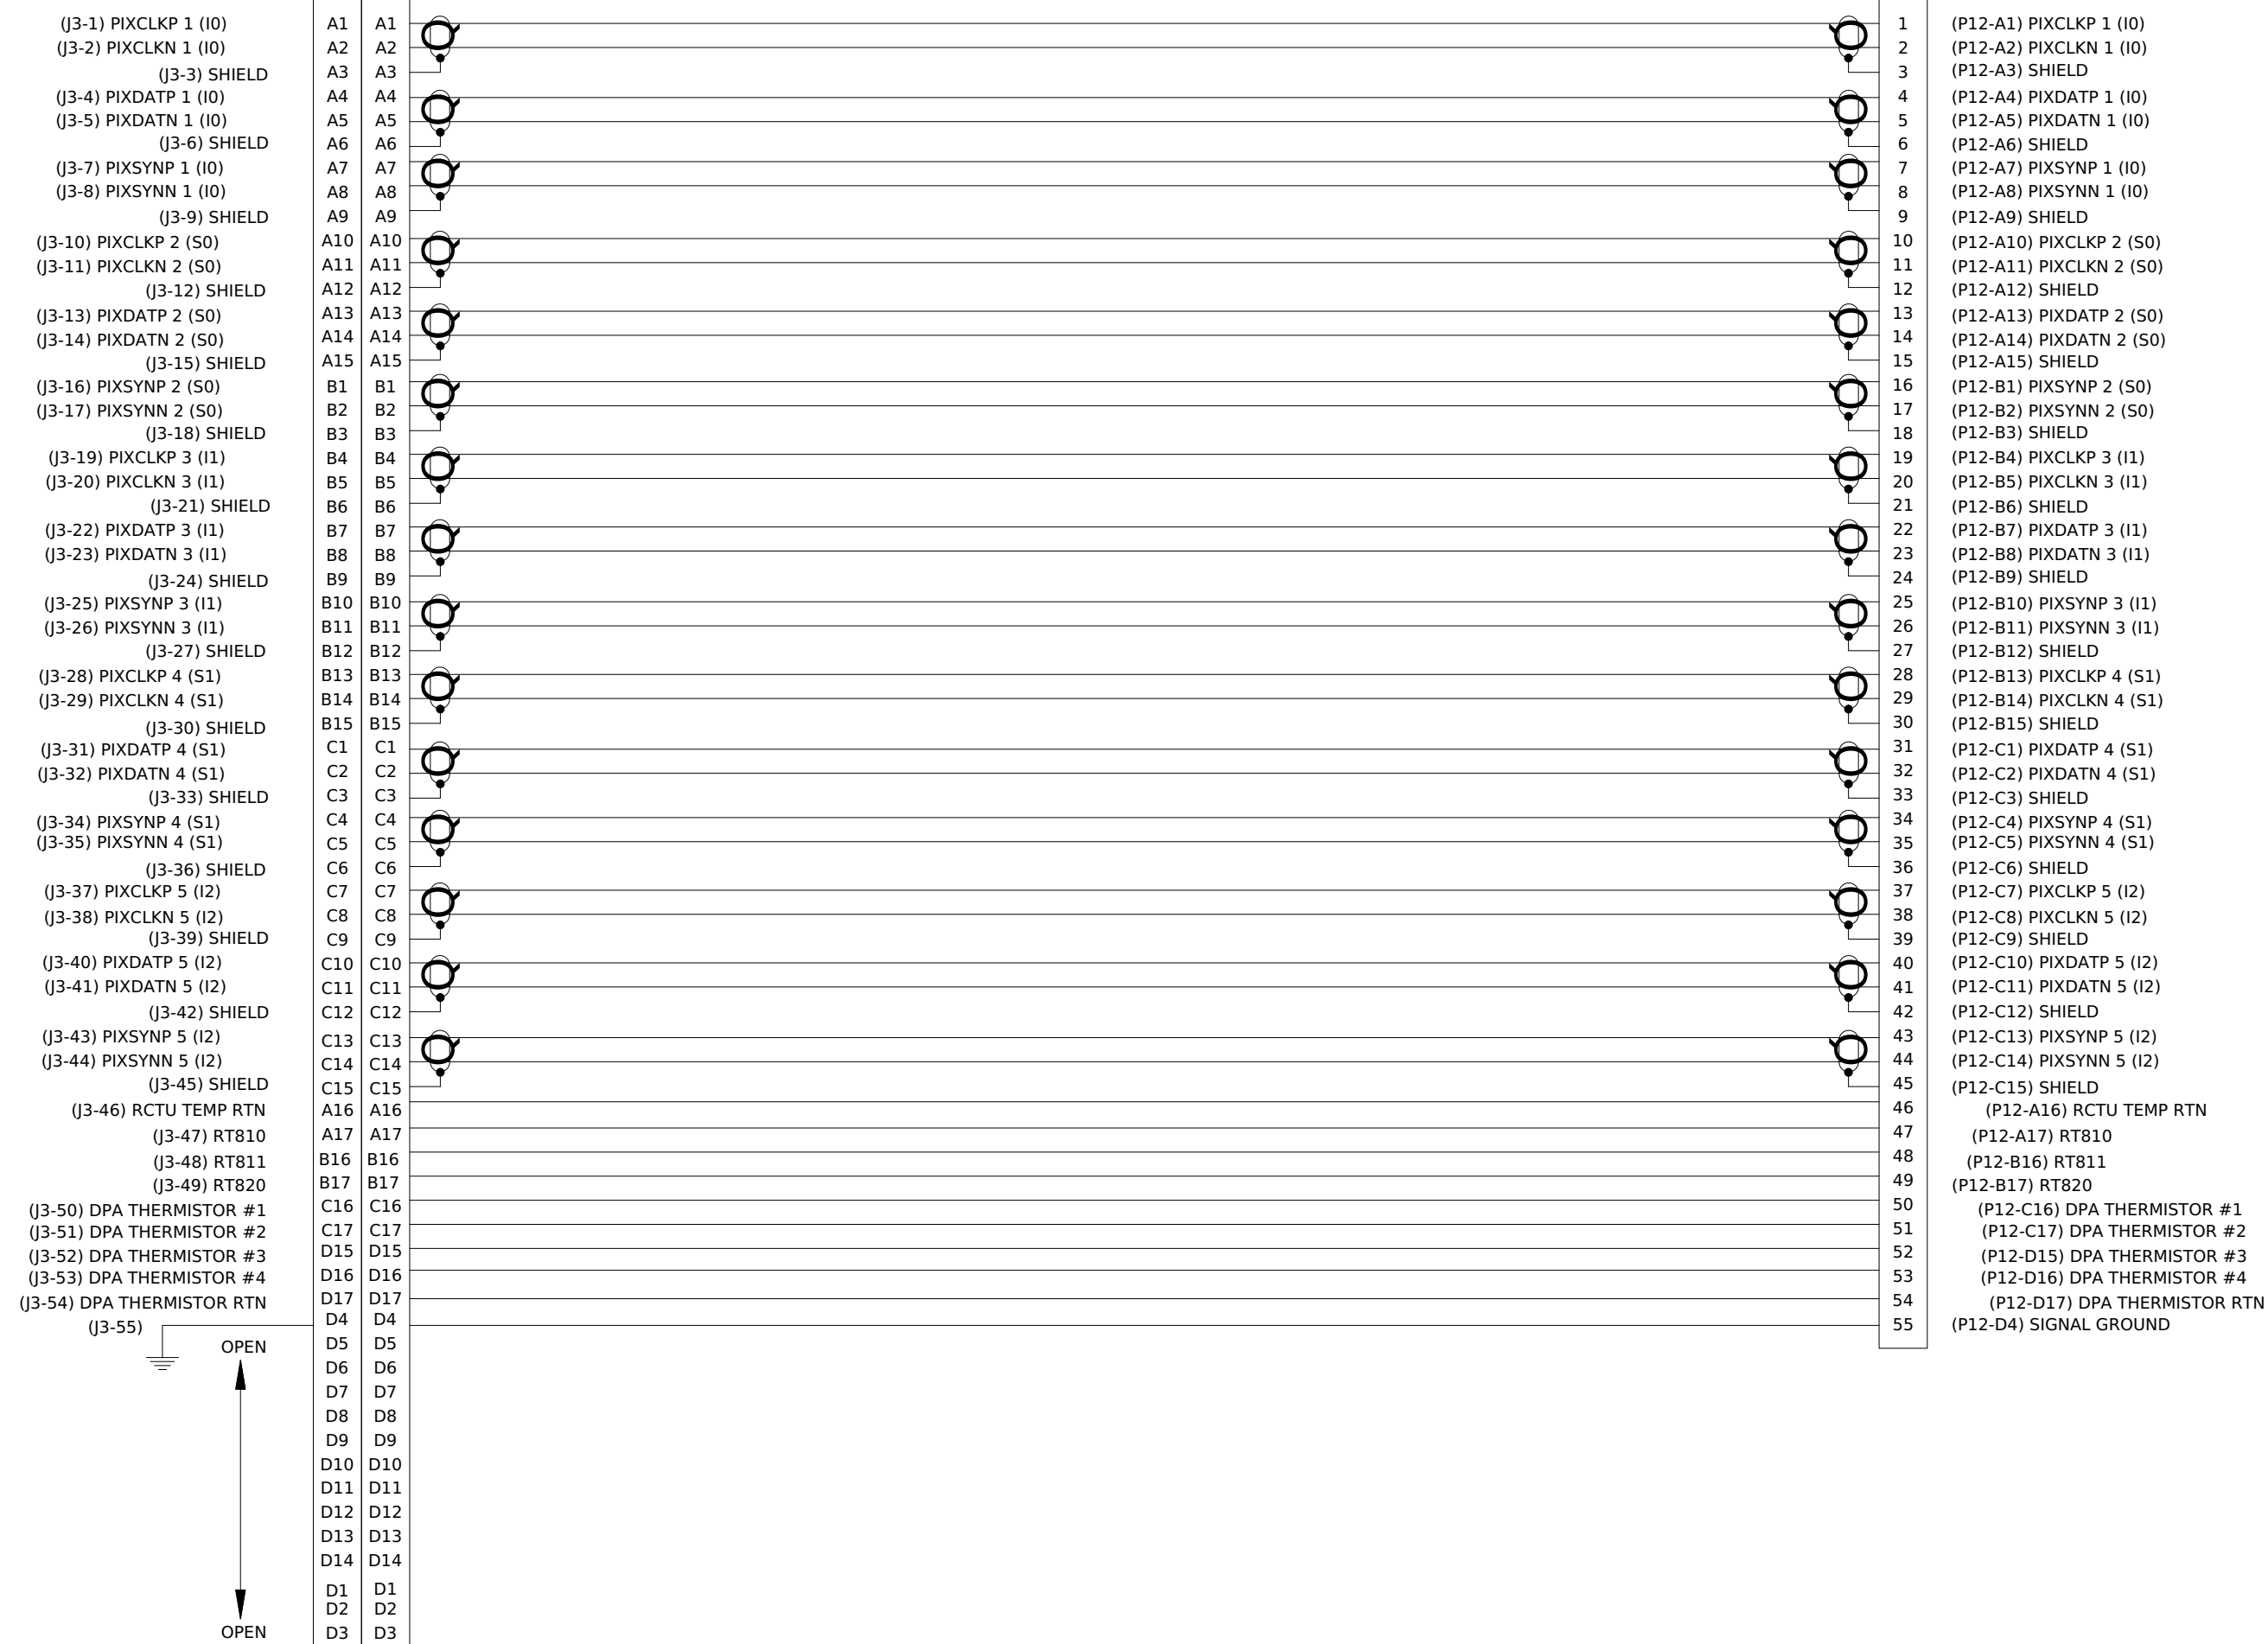 (J3-1) PIXCLKP 1 (I0) A1 A1 1 (P12-A1) PIXCLKP 1 (I0)
(J3-2) PIXCLKN 1 (I0) A2 A2 2 (P12-A2) PIXCLKN 1 (I0)
(J3-3) SHIELD A3 A3 3 (P12-A3) SHIELD
(J3-4) PIXDATP 1 (I0) A4 A4 4 (P12-A4) PIXDATP 1 (I0)
(J3-5) PIXDATN 1 (I0) A5 A5 5 (P12-A5) PIXDATN 1 (I0)
(J3-6) SHIELD A6 A6 6 (P12-A6) SHIELD
(J3-7) PIXSYNP 1 (I0) A7 A7 7 (P12-A7) PIXSYNP 1 (I0)
(J3-8) PIXSYNN 1 (I0) A8 A8 8 (P12-A8) PIXSYNN 1 (I0)
(J3-9) SHIELD A9 A9 9 (P12-A9) SHIELD
(J3-10) PIXCLKP 2 (S0) A10 A10 10 (P12-A10) PIXCLKP 2 (S0)
(J3-11) PIXCLKN 2 (S0) A11 A11 11 (P12-A11) PIXCLKN 2 (S0)
(J3-12) SHIELD A12 A12 12 (P12-A12) SHIELD
(J3-13) PIXDATP 2 (S0) A13 A13 13 (P12-A13) PIXDATP 2 (S0)
(J3-14) PIXDATN 2 (S0) A14 A14 14 (P12-A14) PIXDATN 2 (S0)
(J3-15) SHIELD A15 A15 15 (P12-A15) SHIELD
(J3-16) PIXSYNP 2 (S0) B1 B1 16 (P12-B1) PIXSYNP 2 (S0)
(J3-17) PIXSYNN 2 (S0) B2 B2 17 (P12-B2) PIXSYNN 2 (S0)
(J3-18) SHIELD B3 B3 18 (P12-B3) SHIELD
(J3-19) PIXCLKP 3 (I1) B4 B4 19 (P12-B4) PIXCLKP 3 (I1)
(J3-20) PIXCLKN 3 (I1) B5 B5 20 (P12-B5) PIXCLKN 3 (I1)
(J3-21) SHIELD B6 B6 21 (P12-B6) SHIELD
(J3-22) PIXDATP 3 (I1) B7 B7 22 (P12-B7) PIXDATP 3 (I1)
(J3-23) PIXDATN 3 (I1) B8 B8 23 (P12-B8) PIXDATN 3 (I1)
(J3-24) SHIELD B9 B9 24 (P12-B9) SHIELD
(J3-25) PIXSYNP 3 (I1) B10 B10 25 (P12-B10) PIXSYNP 3 (I1)
(J3-26) PIXSYNN 3 (I1) B11 B11 26 (P12-B11) PIXSYNN 3 (I1)
(J3-27) SHIELD B12 B12 27 (P12-B12) SHIELD
(J3-28) PIXCLKP 4 (S1) B13 B13 28 (P12-B13) PIXCLKP 4 (S1)
(J3-29) PIXCLKN 4 (S1) B14 B14 29 (P12-B14) PIXCLKN 4 (S1)
(J3-30) SHIELD B15 B15 30 (P12-B15) SHIELD
(J3-31) PIXDATP 4 (S1) C1 C1 31 (P12-C1) PIXDATP 4 (S1)
(J3-32) PIXDATN 4 (S1) C2 C2 32 (P12-C2) PIXDATN 4 (S1)
(J3-33) SHIELD C3 C3 33 (P12-C3) SHIELD
(J3-34) PIXSYNP 4 (S1) C4 C4 34 (P12-C4) PIXSYNP 4 (S1)
(J3-35) PIXSYNN 4 (S1) C5 C5 35 (P12-C5) PIXSYNN 4 (S1)
(J3-36) SHIELD C6 C6 36 (P12-C6) SHIELD
(J3-37) PIXCLKP 5 (I2) C7 C7 37 (P12-C7) PIXCLKP 5 (I2)
(J3-38) PIXCLKN 5 (I2) C8 C8 38 (P12-C8) PIXCLKN 5 (I2)
(J3-39) SHIELD C9 C9 39 (P12-C9) SHIELD
(J3-40) PIXDATP 5 (I2) C10 C10 40 (P12-C10) PIXDATP 5 (I2)
(J3-41) PIXDATN 5 (I2) C11 C11 41 (P12-C11) PIXDATN 5 (I2)
(J3-42) SHIELD C12 C12 42 (P12-C12) SHIELD
(J3-43) PIXSYNP 5 (I2) C13 C13 43 (P12-C13) PIXSYNP 5 (I2)
(J3-44) PIXSYNN 5 (I2) C14 C14 44 (P12-C14) PIXSYNN 5 (I2)
(J3-45) SHIELD C15 C15 45 (P12-C15) SHIELD
(J3-46) RCTU TEMP RTN A16 A16 46 (P12-A16) RCTU TEMP RTN
(J3-47) RT810 A17 A17 47 (P12-A17) RT810
(J3-48) RT811 B16 B16 48 (P12-B16) RT811
(J3-49) RT820 B17 B17 49 (P12-B17) RT820
(J3-50) DPA THERMISTOR #1 C16 C16 50 (P12-C16) DPA THERMISTOR #1
(J3-51) DPA THERMISTOR #2 C17 C17 51 (P12-C17) DPA THERMISTOR #2
(J3-52) DPA THERMISTOR #3 D15 D15 52 (P12-D15) DPA THERMISTOR #3
(J3-53) DPA THERMISTOR #4 D16 D16 53 (P12-D16) DPA THERMISTOR #4
(J3-54) DPA THERMISTOR RTN D17 D17 54 (P12-D17) DPA THERMISTOR RTN
(J3-55) D4 D4 55 (P12-D4) SIGNAL GROUND
OPEN D5 D5
D6 D6
D7 D7
D8 D8
D9 D9
D10 D10
D11 D11
D12 D12
D13 D13
D14 D14
D1 D1
D2 D2
OPEN D3 D3